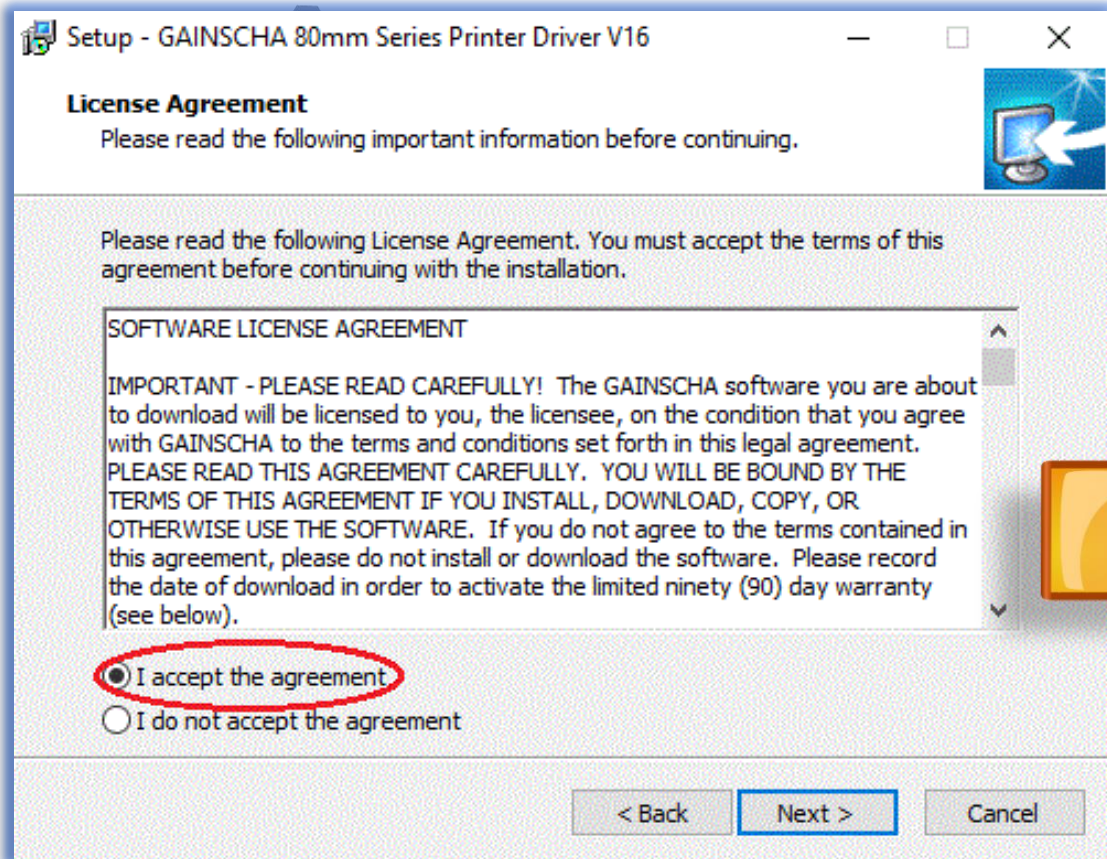 Setup - GAINSCHA 80mm Series Printer Driver V16
License Agreement
Please read the following important information before continuing.
Please read the following License Agreement. You must accept the terms of this
agreement before continuing with the installation.
SOFTWARE LICENSE AGREEMENT
IMPORTANT - PLEASE READ CAREFULLY!  The GAINSCHA software you are about
to download will be licensed to you, the licensee, on the condition that you agree
with GAINSCHA to the terms and conditions set forth in this legal agreement.
PLEASE READ THIS AGREEMENT CAREFULLY.  YOU WILL BE BOUND BY THE
TERMS OF THIS AGREEMENT IF YOU INSTALL, DOWNLOAD, COPY, OR
OTHERWISE USE THE SOFTWARE.  If you do not agree to the terms contained in
this agreement, please do not install or download the software.  Please record
the date of download in order to activate the limited ninety (90) day warranty
(see below).
I accept the agreement
I do not accept the agreement
< Back Next > Cancel